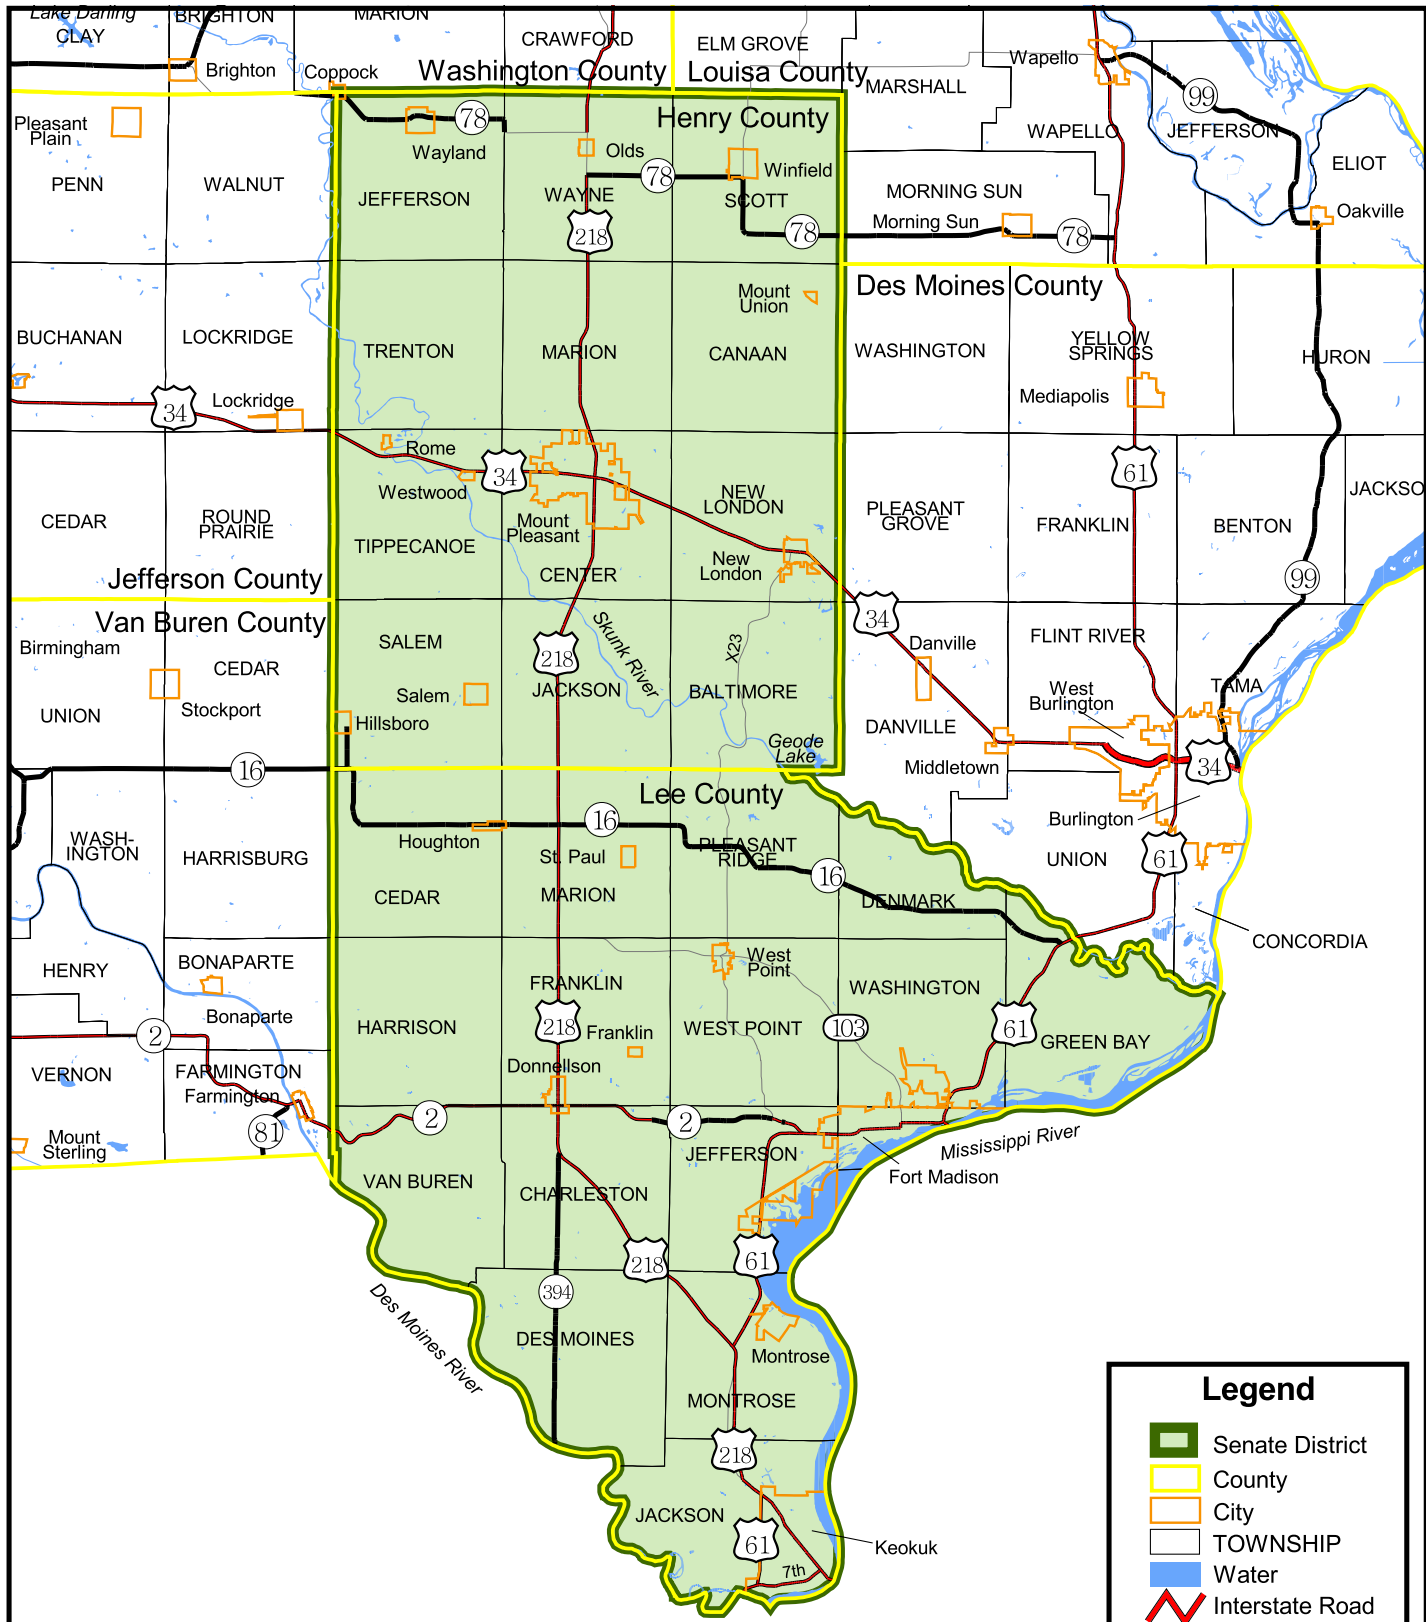 Lake Darling
CLAY
BRIGHTON
MARION
CRAWFORD
ELM GROVE
Brighton
Coppock
Washington County
Louisa County
MARSHALL
Wapello
99
Pleasant
Plain
78
Wayland
Henry County
WAPELLO
JEFFERSON
Olds
ELIOT
PENN
WALNUT
JEFFERSON
WAYNE
78
Winfield
SCOTT
MORNING SUN
Morning Sun
Oakville
218
78
78
Mount
Union
Des Moines County
BUCHANAN
LOCKRIDGE
TRENTON
MARION
CANAAN
WASHINGTON
YELLOW
SPRINGS
HURON
34
Lockridge
Mediapolis
Rome
34
61
Westwood
NEW
LONDON
JACKSO
CEDAR
ROUND
PRAIRIE
Mount
Pleasant
PLEASANT
GROVE
FRANKLIN
BENTON
TIPPECANOE
CENTER
New
London
Jefferson County
99
Van Buren County
34
Birmingham
CEDAR
SALEM
Skunk River
X23
Danville
FLINT RIVER
218
UNION
Stockport
Salem
JACKSON
BALTIMORE
West
Burlington
TAMA
Hillsboro
DANVILLE
16
Geode
Lake
Middletown
34
Lee County
16
Burlington
WASH-
INGTON
HARRISBURG
Houghton
St. Paul
PLEASANT
RIDGE
UNION
61
16
CEDAR
MARION
DENMARK
CONCORDIA
HENRY
BONAPARTE
West
Point
FRANKLIN
WASHINGTON
Bonaparte
HARRISON
218
Franklin
WEST POINT
103
61
GREEN BAY
2
VERNON
FARMINGTON
Farmington
Donnellson
2
2
81
Mount
Sterling
JEFFERSON
Mississippi River
Fort Madison
VAN BUREN
CHARLESTON
218
61
394
Des Moines River
DES MOINES
Montrose
MONTROSE
218
JACKSON
61
Keokuk
7th
Legend
Senate District
County
City
TOWNSHIP
Water
Interstate Road